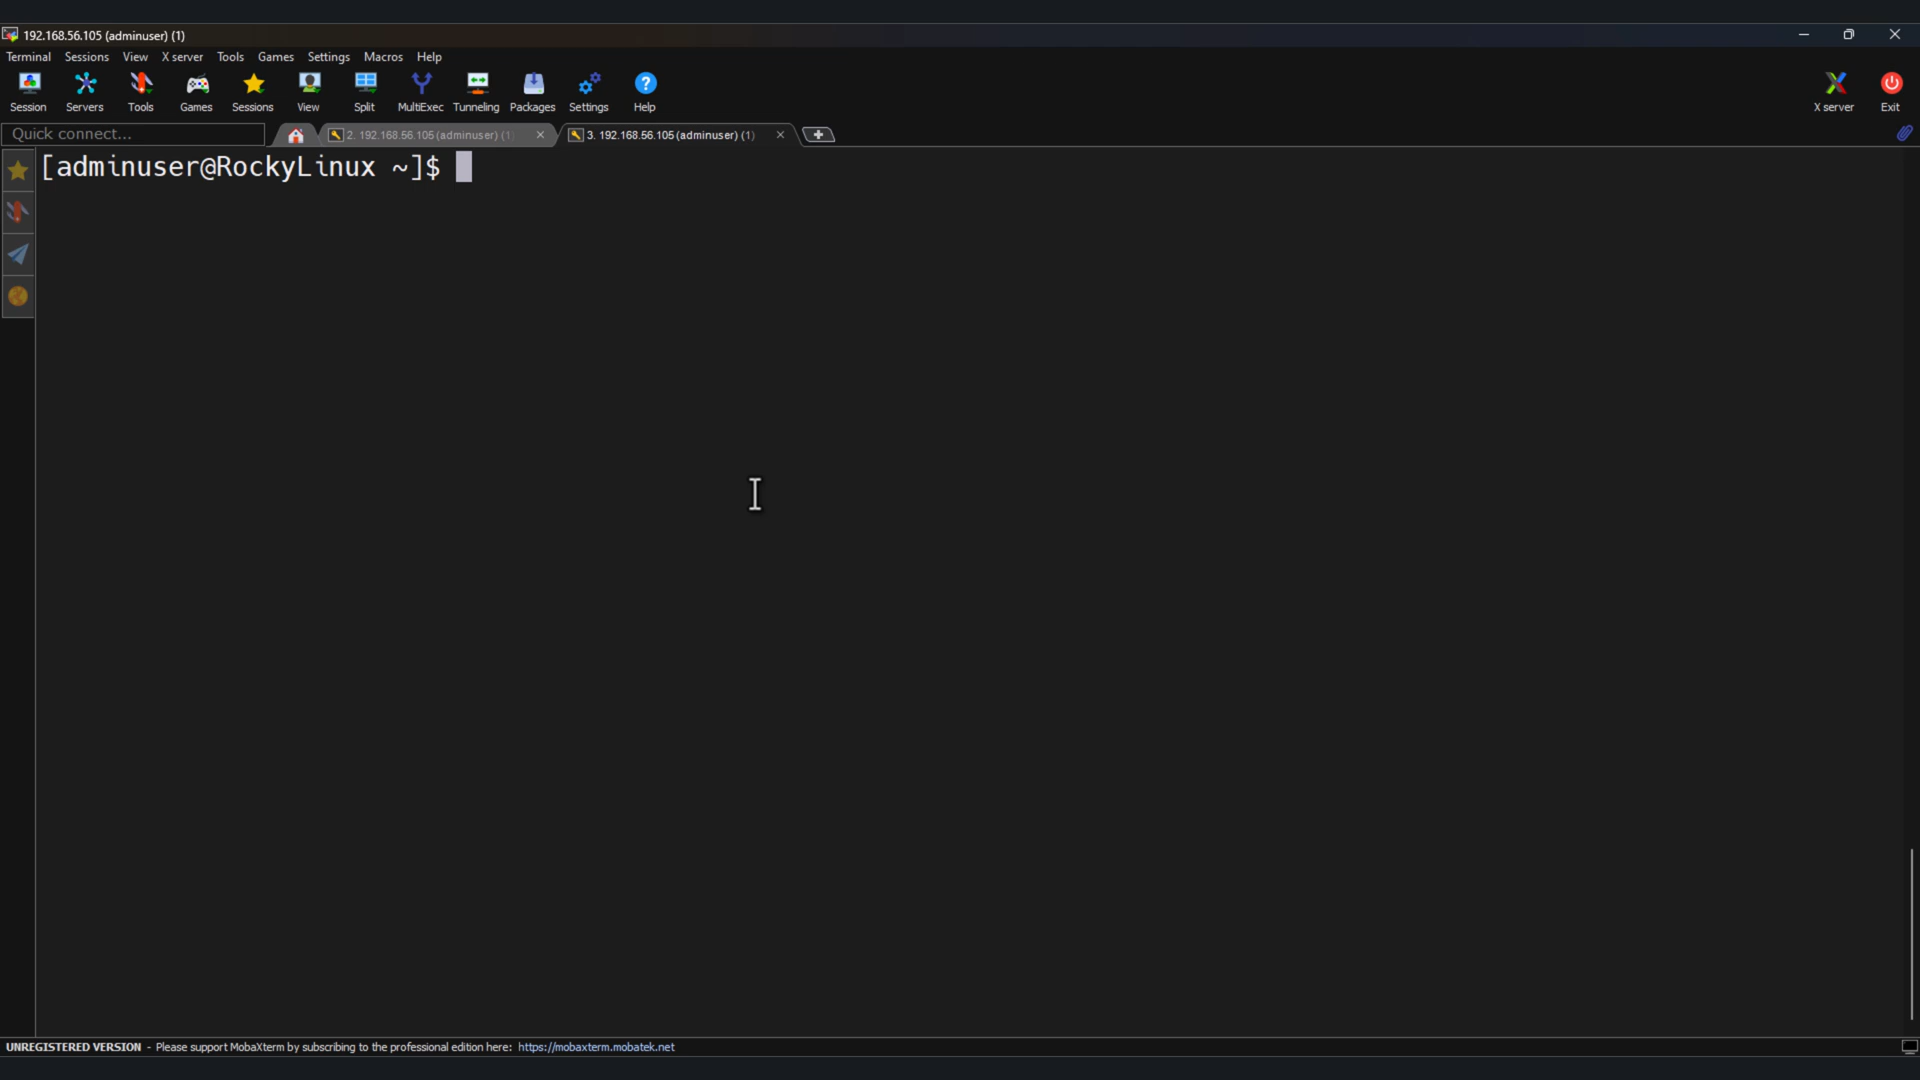 192.168.56.105 (adminuser) (1)
Terminal Sessions View X server Tools Games Settings Macros Help
Session Servers Tools Games Sessions View Split MultiExec Tunneling Packages Settings Help X server Exit
Quick connect... 2. 192.168.56.105 (adminuser) (1) 3. 192.168.56.105 (adminuser) (1)
[adminuser@RockyLinux ~]$
UNREGISTERED VERSION - Please support MobaXterm by subscribing to the professional edition here: https://mobaxterm.mobatek.net